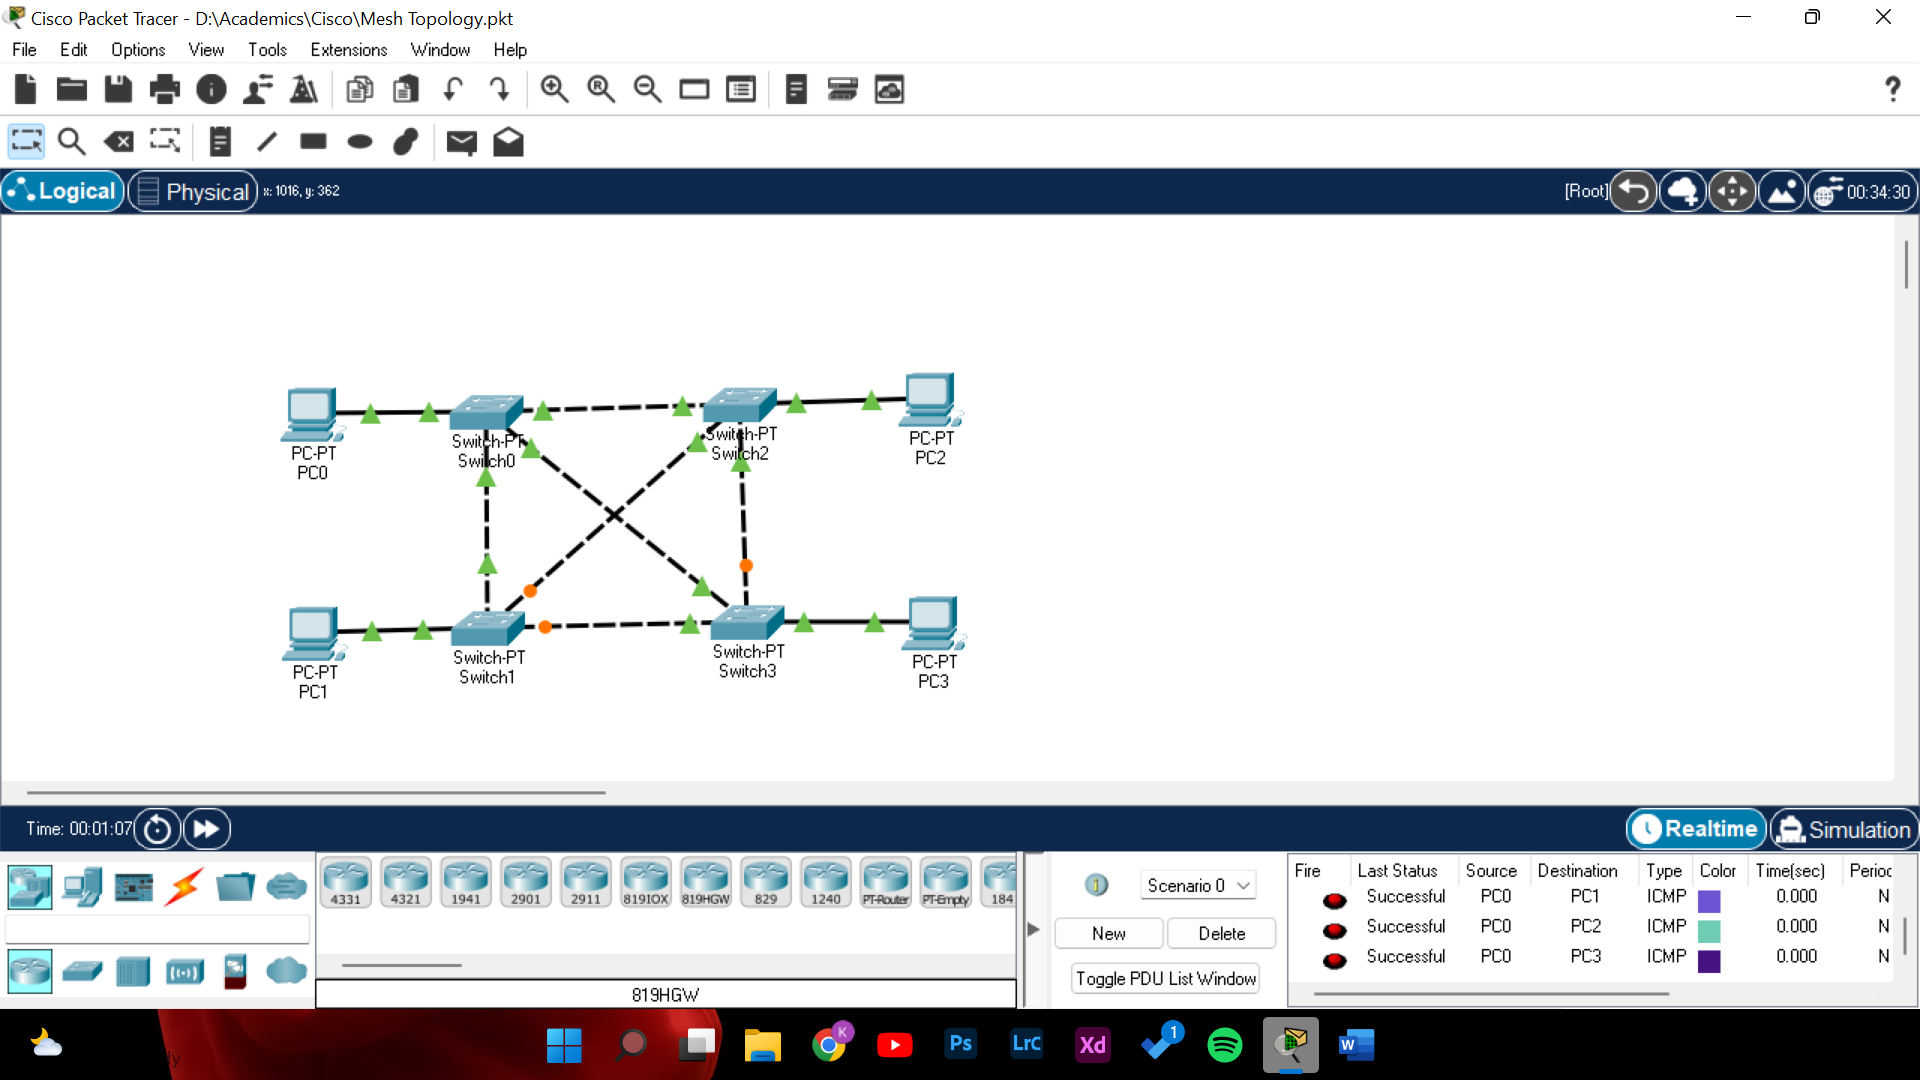 Cisco Packet Tracer - D:\Academics\Cisco\Mesh Topology.pkt
File Edit Options View Tools Extensions Window Help
Logical Physical x: 1016, y: 362 [Root] 00:34:30
Switch-PT
Switch0
Switch-PT
Switch2
PC-PT
PC0
PC-PT
PC2
Switch-PT
Switch1
Switch-PT
Switch3
PC-PT
PC1
PC-PT
PC3
Time: 00:01:07 Realtime Simulation
4331 4321 1941 2901 2911 819IOX 819HGW 829 1240 PT-Router PT-Empty 184
819HGW
Scenario 0
New Delete
Toggle PDU List Window
Fire Last Status Source Destination Type Color Time(sec) Perioc
Successful PC0 PC1 ICMP 0.000 N
Successful PC0 PC2 ICMP 0.000 N
Successful PC0 PC3 ICMP 0.000 N
K
Ps LrC Xd 1 W